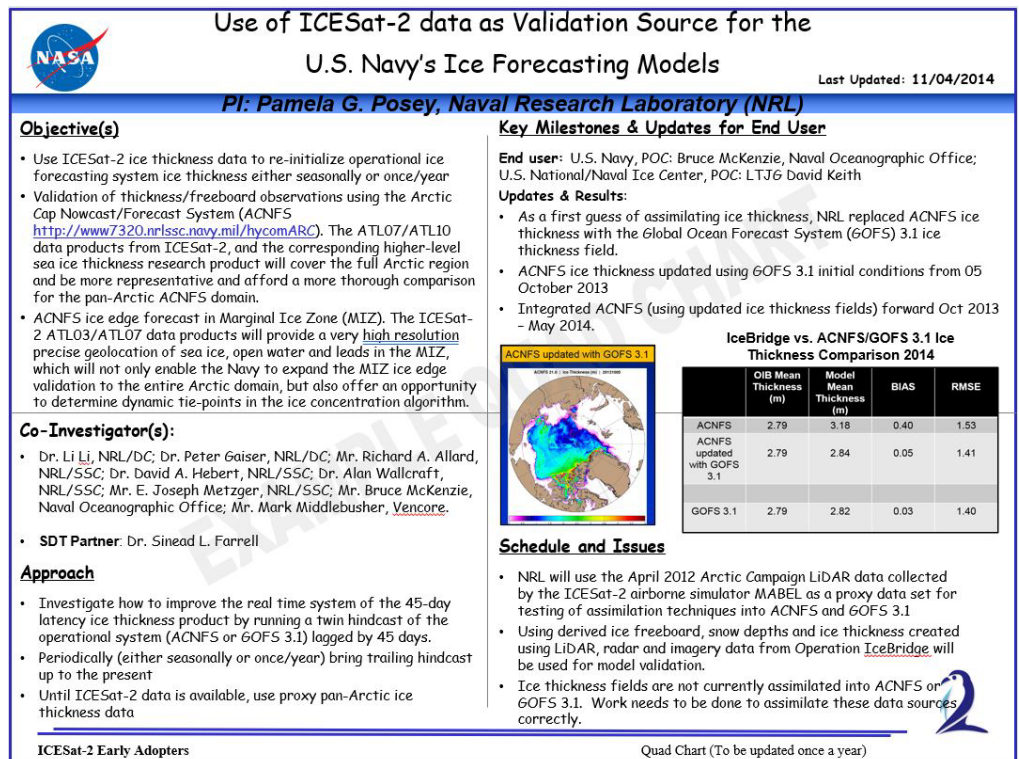 NASA
Use of ICESat-2 data as Validation Source for the
U.S. Navy's Ice Forecasting Models
Last Updated: 11/04/2014
PI: Pamela G. Posey, Naval Research Laboratory (NRL)
Objective(s)
• Use ICESat-2 ice thickness data to re-initialize operational ice
forecasting system ice thickness either seasonally or once/year
• Validation of thickness/freeboard observations using the Arctic
Cap Nowcast/Forecast System (ACNFS
http://www7320.nrlssc.navy.mil/hycomARC). The ATL07/ATL10
data products from ICESat-2, and the corresponding higher-level
sea ice thickness research product will cover the full Arctic region
and be more representative and afford a more thorough comparison
for the pan-Arctic ACNFS domain.
• ACNFS ice edge forecast in Marginal Ice Zone (MIZ). The ICESat-
2 ATL03/ATL07 data products will provide a very high resolution
precise geolocation of sea ice, open water and leads in the MIZ,
which will not only enable the Navy to expand the MIZ ice edge
validation to the entire Arctic domain, but also offer an opportunity
to determine dynamic tie-points in the ice concentration algorithm.
Co-Investigator(s):
• Dr. Li Li, NRL/DC; Dr. Peter Gaiser, NRL/DC; Mr. Richard A. Allard,
NRL/SSC; Dr. David A. Hebert, NRL/SSC; Dr. Alan Wallcraft,
NRL/SSC; Mr. E. Joseph Metzger, NRL/SSC; Mr. Bruce McKenzie,
Naval Oceanographic Office; Mr. Mark Middlebusher, Vencore.
• SDT Partner: Dr. Sinead L. Farrell
Approach
• Investigate how to improve the real time system of the 45-day
latency ice thickness product by running a twin hindcast of the
operational system (ACNFS or GOFS 3.1) lagged by 45 days.
• Periodically (either seasonally or once/year) bring trailing hindcast
up to the present
• Until ICESat-2 data is available, use proxy pan-Arctic ice
thickness data
Key Milestones & Updates for End User
End user: U.S. Navy, POC: Bruce McKenzie, Naval Oceanographic Office;
U.S. National/Naval Ice Center, POC: LTJG David Keith
Updates & Results:
• As a first guess of assimilating ice thickness, NRL replaced ACNFS ice
thickness with the Global Ocean Forecast System (GOFS) 3.1 ice
thickness field.
• ACNFS ice thickness updated using GOFS 3.1 initial conditions from 05
October 2013
• Integrated ACNFS (using updated ice thickness fields) forward Oct 2013
– May 2014.
ACNFS updated with GOFS 3.1
IceBridge vs. ACNFS/GOFS 3.1 Ice
Thickness Comparison 2014
OIB Mean Thickness (m) Model Mean Thickness (m) BIAS RMSE
ACNFS 2.79 3.18 0.40 1.53
ACNFS updated with GOFS 3.1 2.79 2.84 0.05 1.41
GOFS 3.1 2.79 2.82 0.03 1.40
Schedule and Issues
• NRL will use the April 2012 Arctic Campaign LiDAR data collected
by the ICESat-2 airborne simulator MABEL as a proxy data set for
testing of assimilation techniques into ACNFS and GOFS 3.1
• Using derived ice freeboard, snow depths and ice thickness created
using LiDAR, radar and imagery data from Operation IceBridge will
be used for model validation.
• Ice thickness fields are not currently assimilated into ACNFS or
GOFS 3.1. Work needs to be done to assimilate these data sources
correctly.
EXAMPLE QUAD CHART
ICESat-2 Early Adopters
Quad Chart (To be updated once a year)